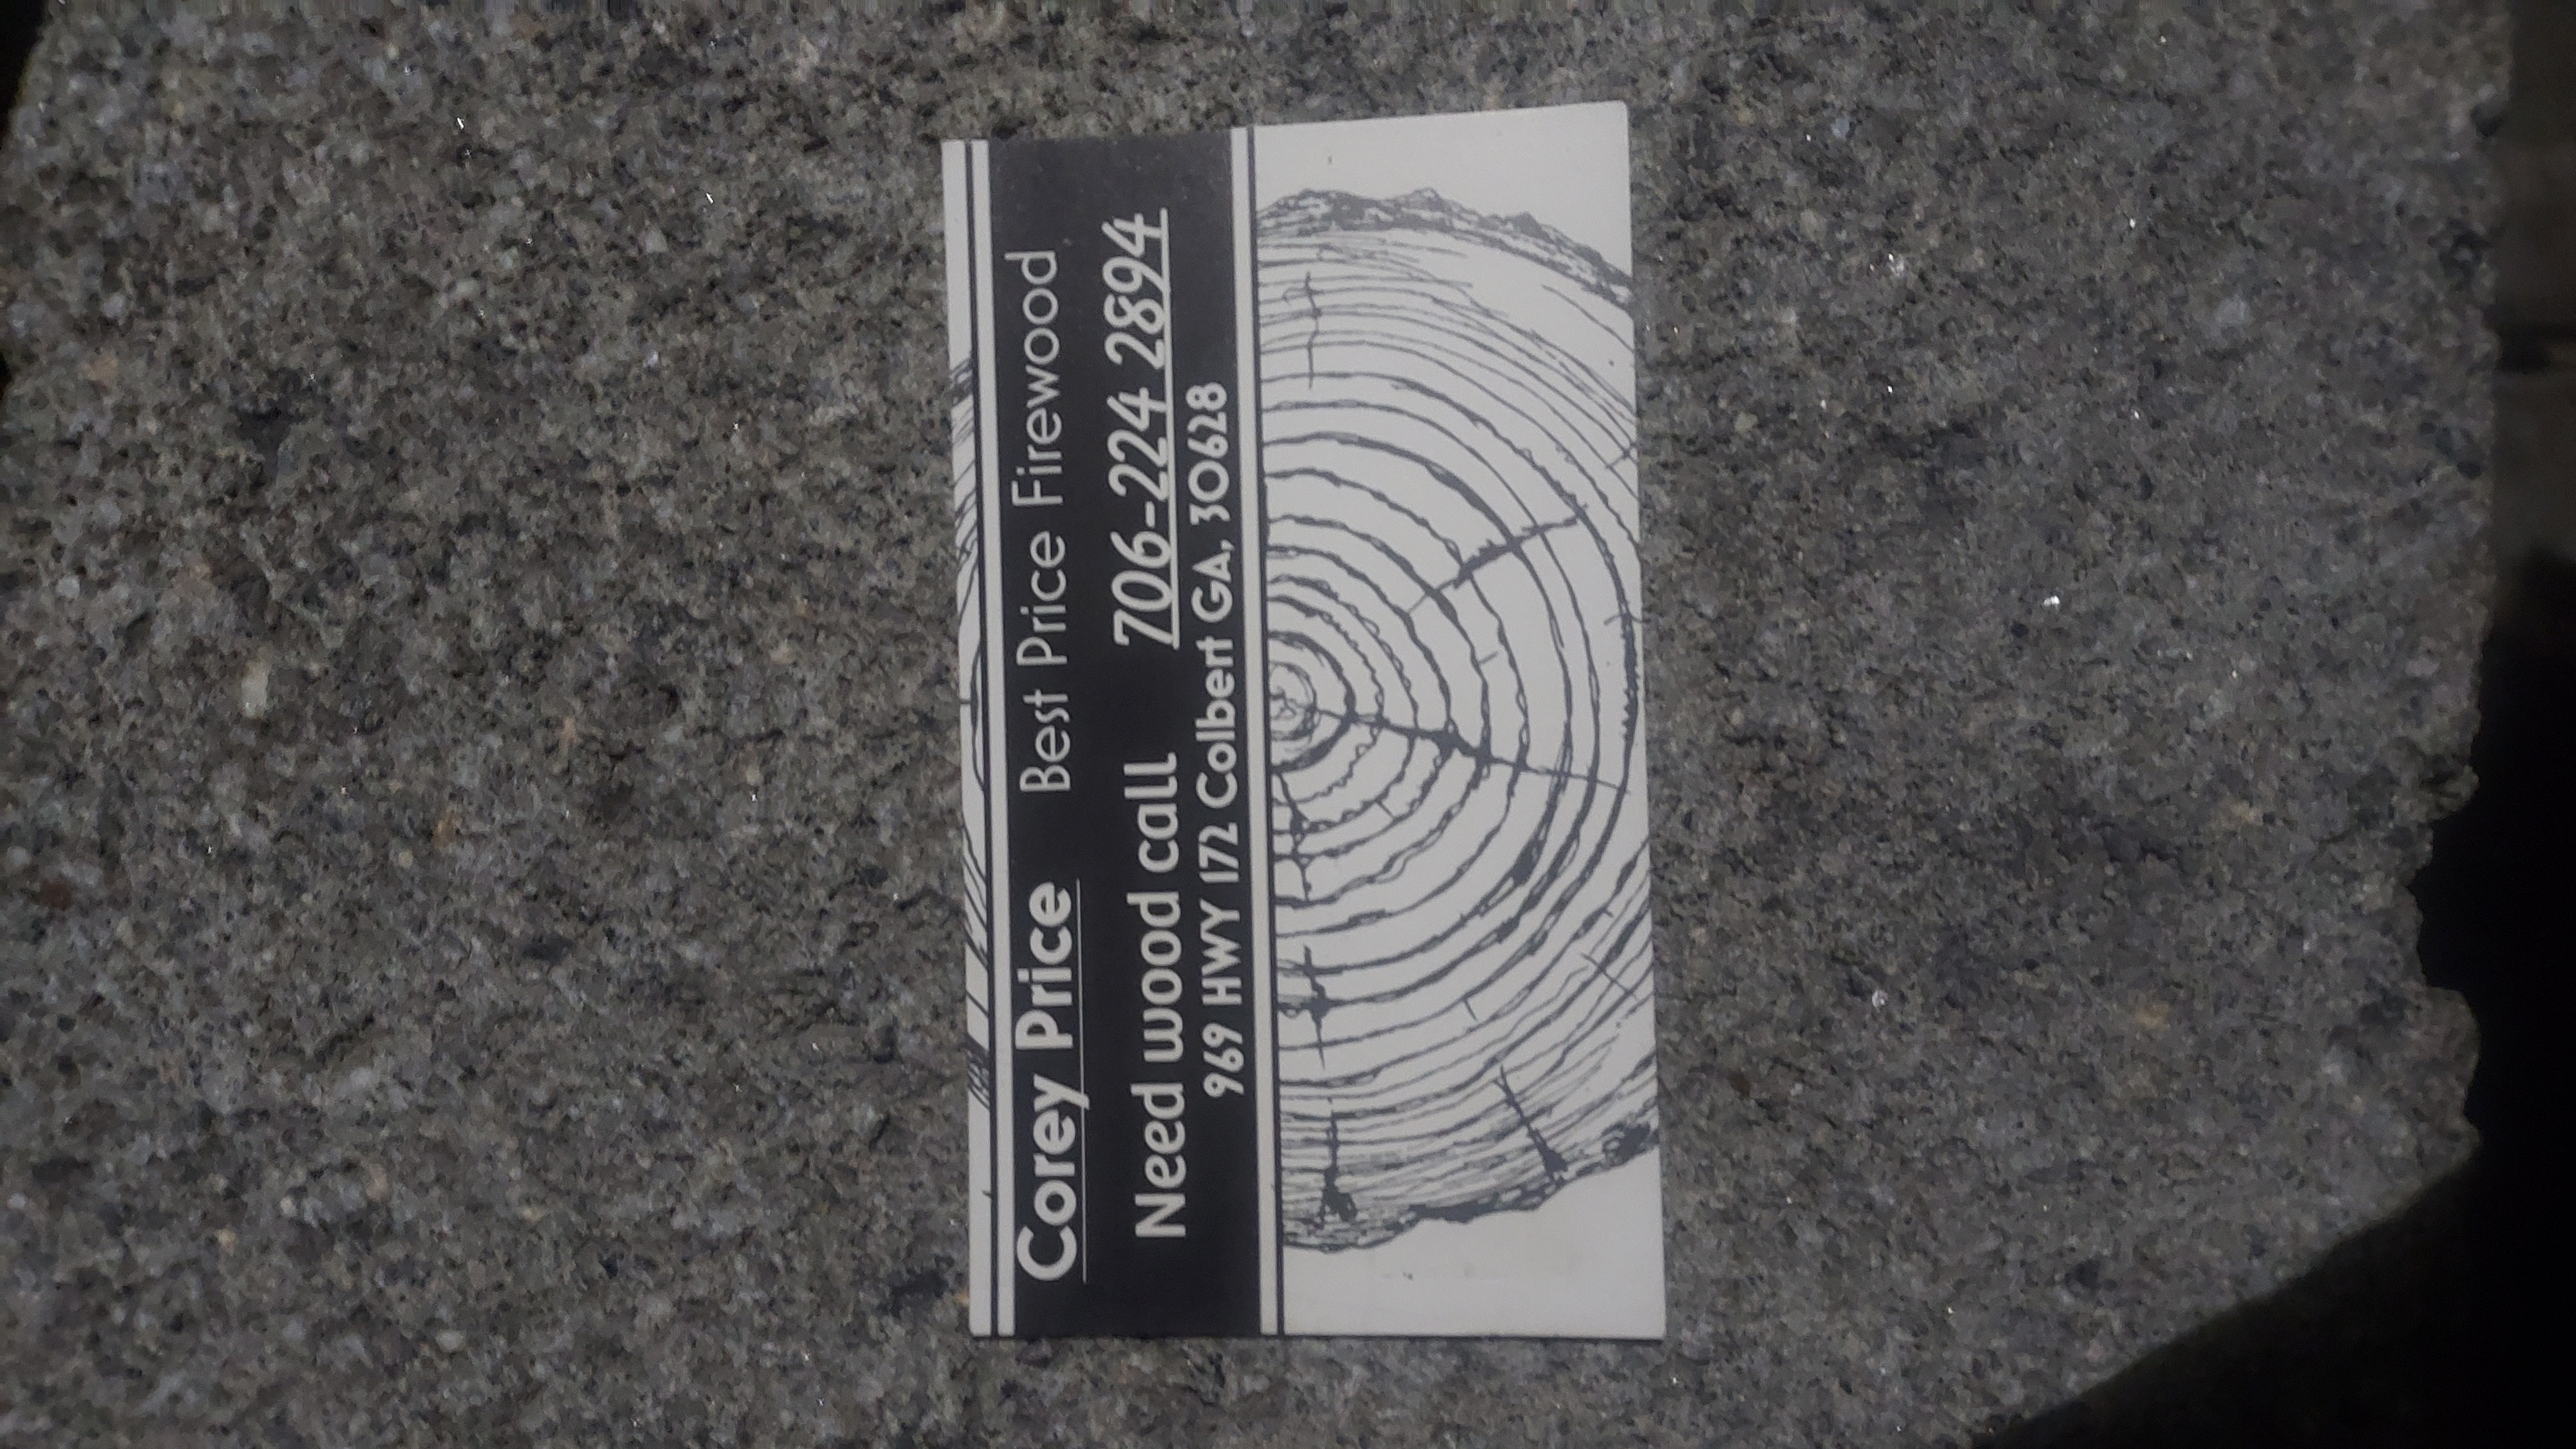 Corey Price Best Price Firewood
Need wood call 706-224 2894
969 HWY 172 Colbert GA, 30628